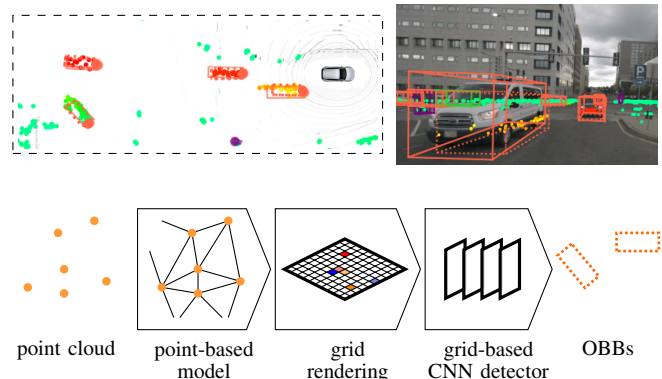 P
point cloud
point-based
model
grid
rendering
grid-based
CNN detector
OBBs